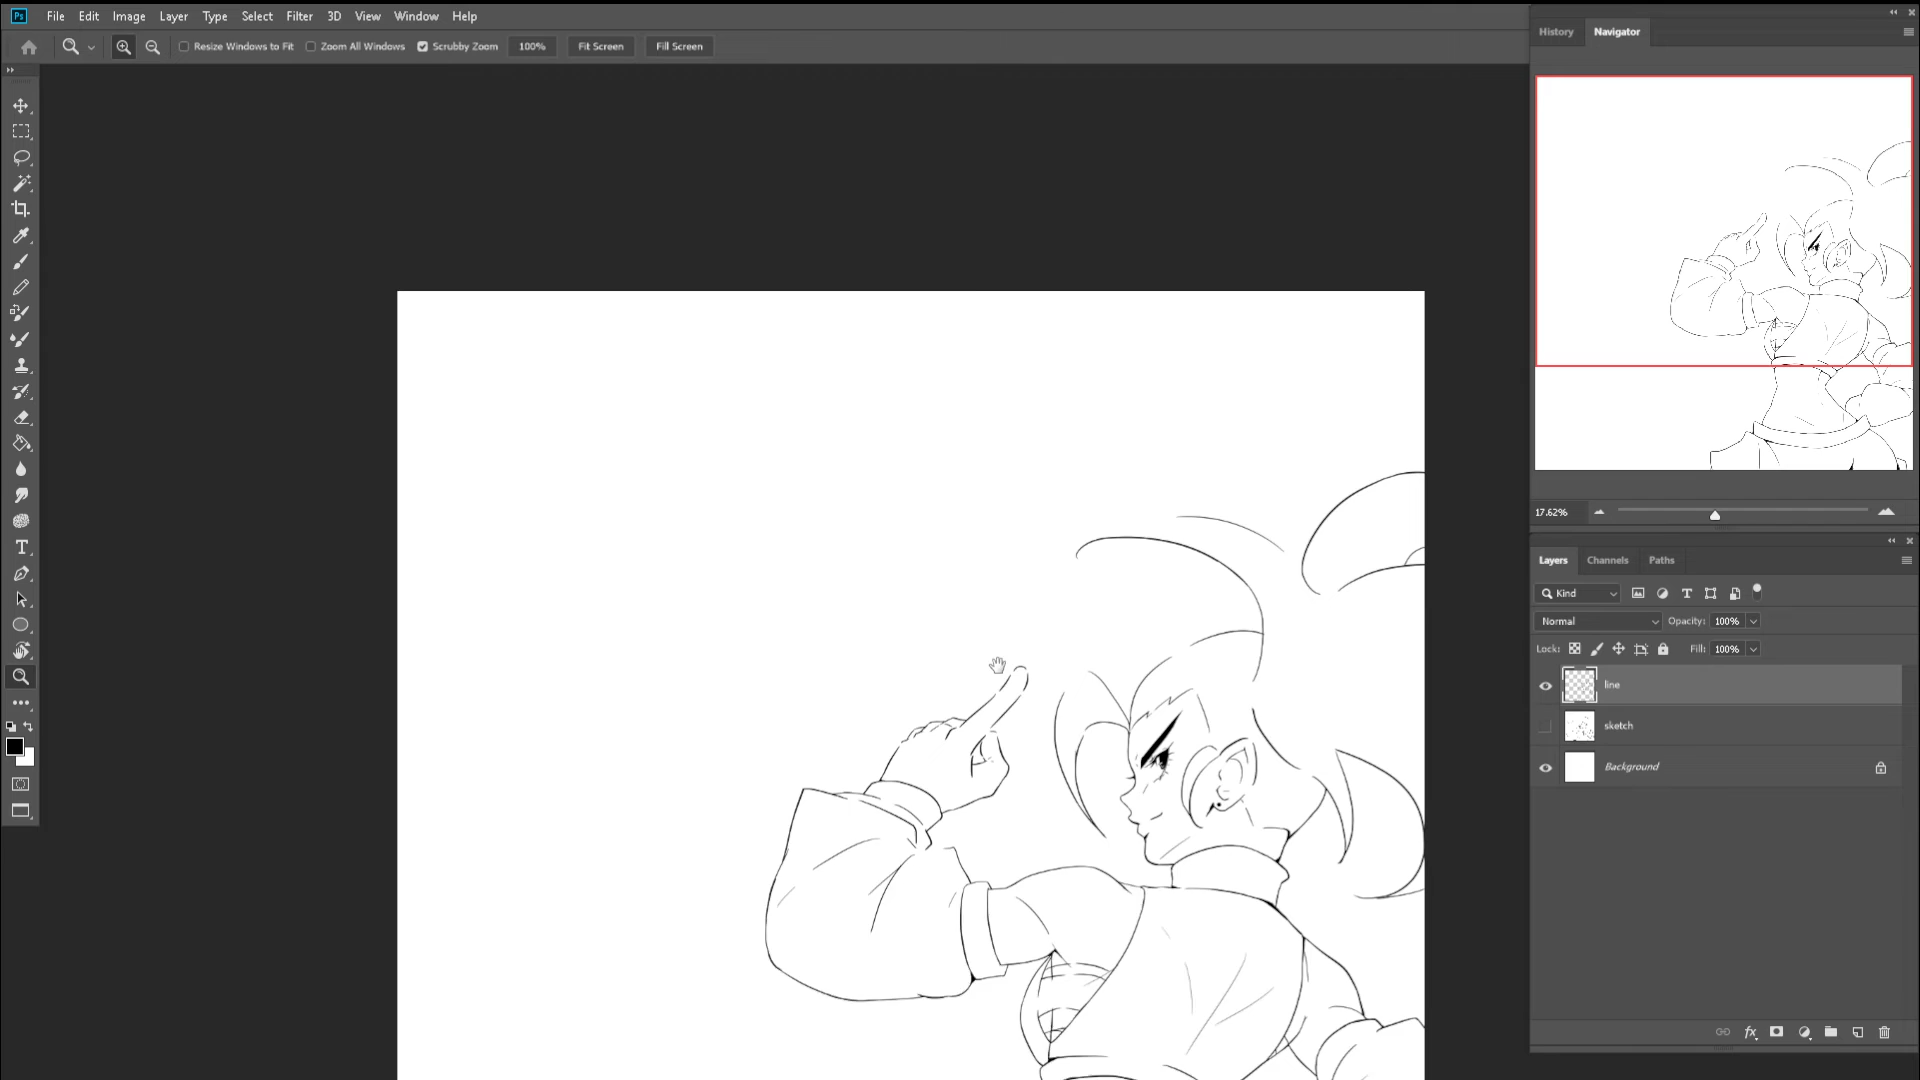 Ps File Edit Image Layer Type Select Filter 3D View Window Help
Resize Windows to Fit Zoom All Windows Scrubby Zoom 100% Fit Screen Fill Screen
History Navigator
17.62%
Layers Channels Paths
Kind
Normal Opacity: 100%
Lock: Fill: 100%
line
sketch
Background
fx